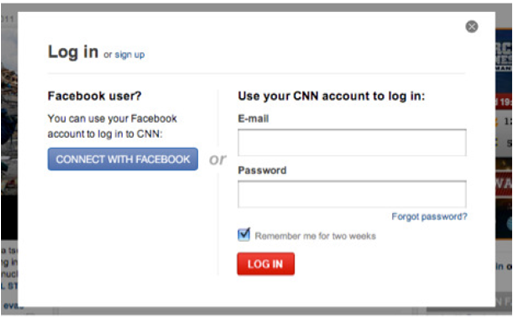 2011
Log in or sign up
Facebook user?
You can use your Facebook
account to log in to CNN:
CONNECT WITH FACEBOOK
or
Use your CNN account to log in:
E-mail
Password
Forgot password?
Remember me for two weeks
LOG IN